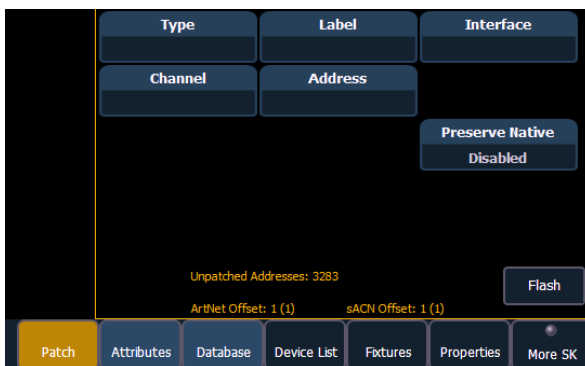 Type Label Interface
Channel Address
Preserve Native
Disabled
Unpatched Addresses: 3283
Flash
ArtNet Offset: 1 (1) sACN Offset: 1 (1)
Patch Attributes Database Device List Fixtures Properties More SK